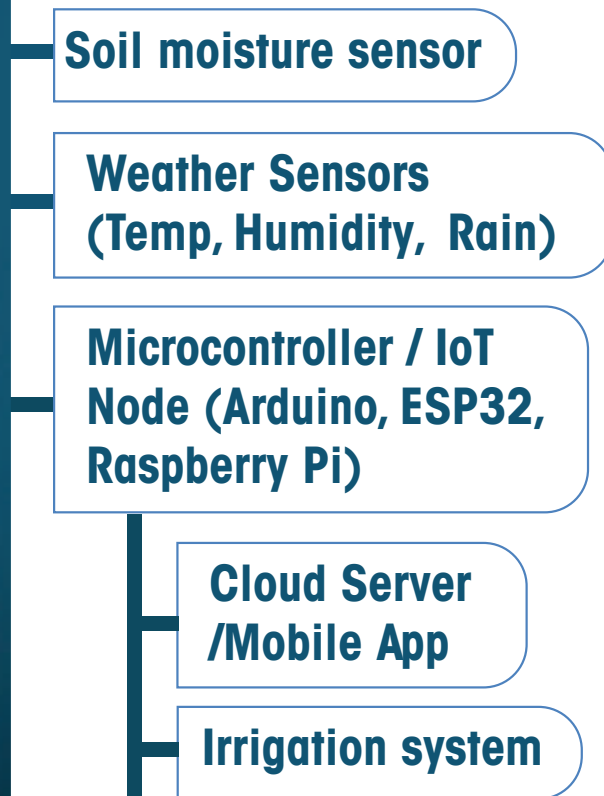 Soil moisture sensor
Weather Sensors
(Temp, Humidity, Rain)
Microcontroller / IoT
Node (Arduino, ESP32,
Raspberry Pi)
Cloud Server
/Mobile App
Irrigation system